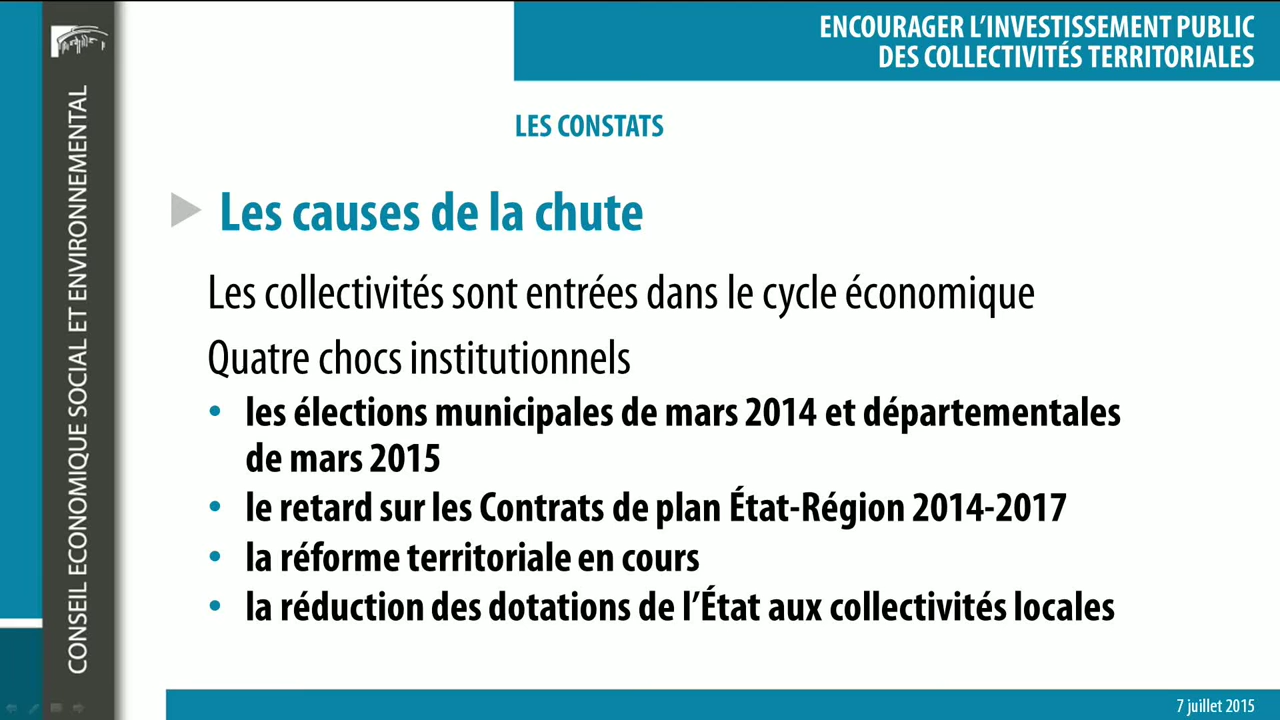 ENCOURAGER L’INVESTISSEMENT PUBLIC
DES COLLECTIVITÉS TERRITORIALES
CONSEIL ECONOMIQUE SOCIAL ET ENVIRONNEMENTAL
LES CONSTATS
Les causes de la chute
Les collectivités sont entrées dans le cycle économique
Quatre chocs institutionnels
• les élections municipales de mars 2014 et départementales
de mars 2015
• le retard sur les Contrats de plan État-Région 2014-2017
• la réforme territoriale en cours
• la réduction des dotations de l’État aux collectivités locales
7 juillet 2015